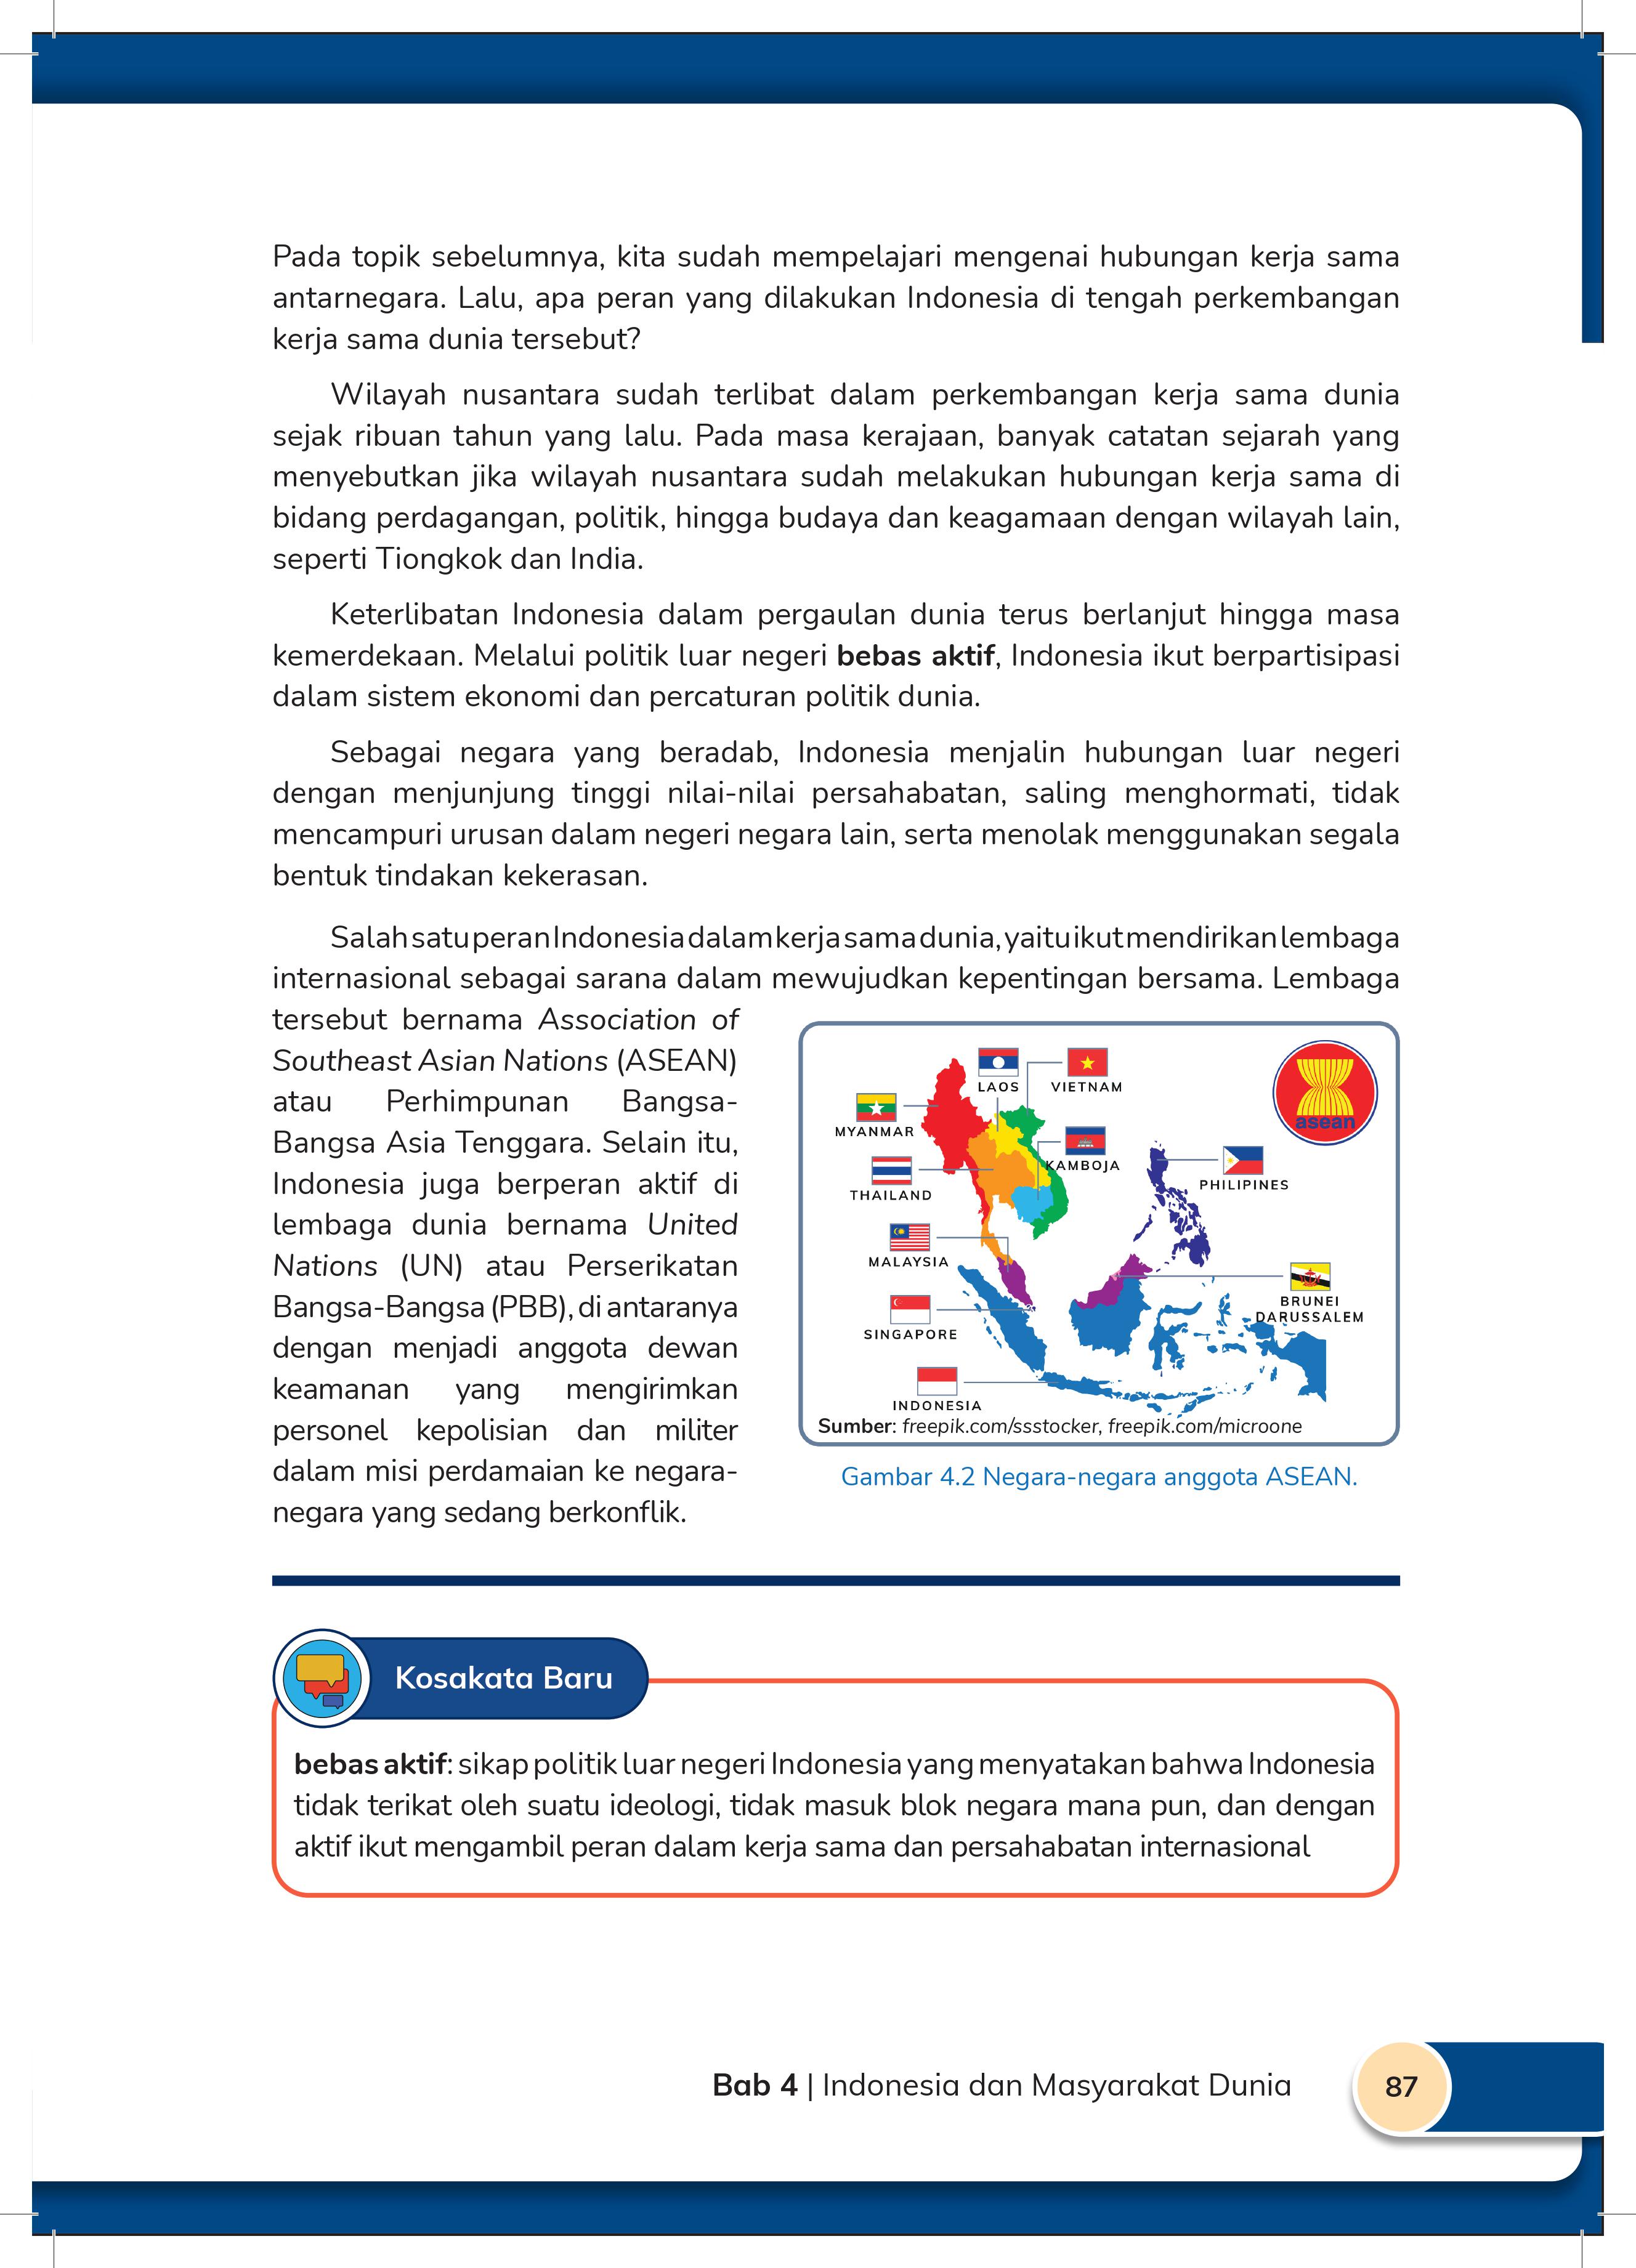 Pada topik sebelumnya, kita sudah mempelajari mengenai hubungan kerja sama
antarnegara. Lalu, apa peran yang dilakukan Indonesia di tengah perkembangan
kerja sama dunia tersebut?
Wilayah nusantara sudah terlibat dalam perkembangan kerja sama dunia
sejak ribuan tahun yang lalu. Pada masa kerajaan, banyak catatan sejarah yang
menyebutkan jika wilayah nusantara sudah melakukan hubungan kerja sama di
bidang perdagangan, politik, hingga budaya dan keagamaan dengan wilayah lain,
seperti Tiongkok dan India.
Keterlibatan Indonesia dalam pergaulan dunia terus berlanjut hingga masa
kemerdekaan. Melalui politik luar negeri bebas aktif, Indonesia ikut berpartisipasi
dalam sistem ekonomi dan percaturan politik dunia.
Sebagai negara yang beradab, Indonesia menjalin hubungan luar negeri
dengan menjunjung tinggi nilai-nilai persahabatan, saling menghormati, tidak
mencampuri urusan dalam negeri negara lain, serta menolak menggunakan segala
bentuk tindakan kekerasan.
Salah satu peran Indonesia dalam kerja sama dunia, yaitu ikut mendirikan lembaga
internasional sebagai sarana dalam mewujudkan kepentingan bersama. Lembaga
tersebut bernama Association of
Southeast Asian Nations (ASEAN)
atau Perhimpunan Bangsa-
Bangsa Asia Tenggara. Selain itu,
Indonesia juga berperan aktif di
lembaga dunia bernama United
Nations (UN) atau Perserikatan
Bangsa-Bangsa (PBB), di antaranya
dengan menjadi anggota dewan
keamanan yang mengirimkan
personel kepolisian dan militer
dalam misi perdamaian ke negara-
negara yang sedang berkonflik.
LAOS
VIETNAM
asean
MYANMAR
KAMBOJA
THAILAND
PHILIPINES
MALAYSIA
BRUNEI
DARUSSALEM
SINGAPORE
INDONESIA
Sumber: freepik.com/ssstocker, freepik.com/microone
Gambar 4.2 Negara-negara anggota ASEAN.
Kosakata Baru
bebas aktif: sikap politik luar negeri Indonesia yang menyatakan bahwa Indonesia
tidak terikat oleh suatu ideologi, tidak masuk blok negara mana pun, dan dengan
aktif ikut mengambil peran dalam kerja sama dan persahabatan internasional
Bab 4 | Indonesia dan Masyarakat Dunia
87